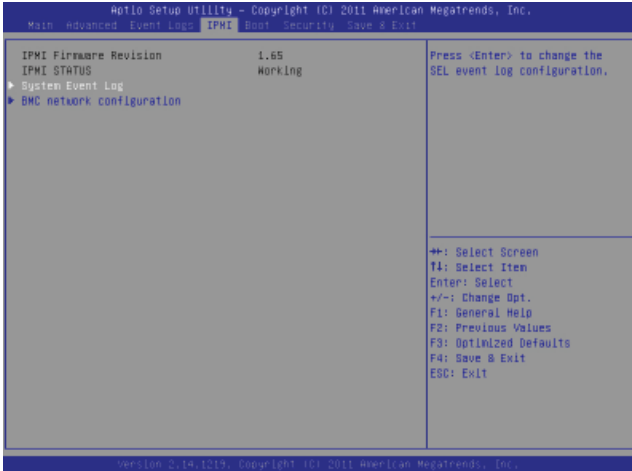 Aptio Setup Utility - Copyright (C) 2011 American Megatrends, Inc.
Main Advanced Event Logs IPMI Boot Security Save & Exit
IPMI Firmware Revision 1.65
IPMI STATUS Working
▶ System Event Log
▶ BMC network configuration
Press <Enter> to change the
SEL event log configuration.
→←: Select Screen
↑↓: Select Item
Enter: Select
+/-: Change Opt.
F1: General Help
F2: Previous Values
F3: Optimized Defaults
F4: Save & Exit
ESC: Exit
Version 2.14.1219. Copyright (C) 2011 American Megatrends, Inc.